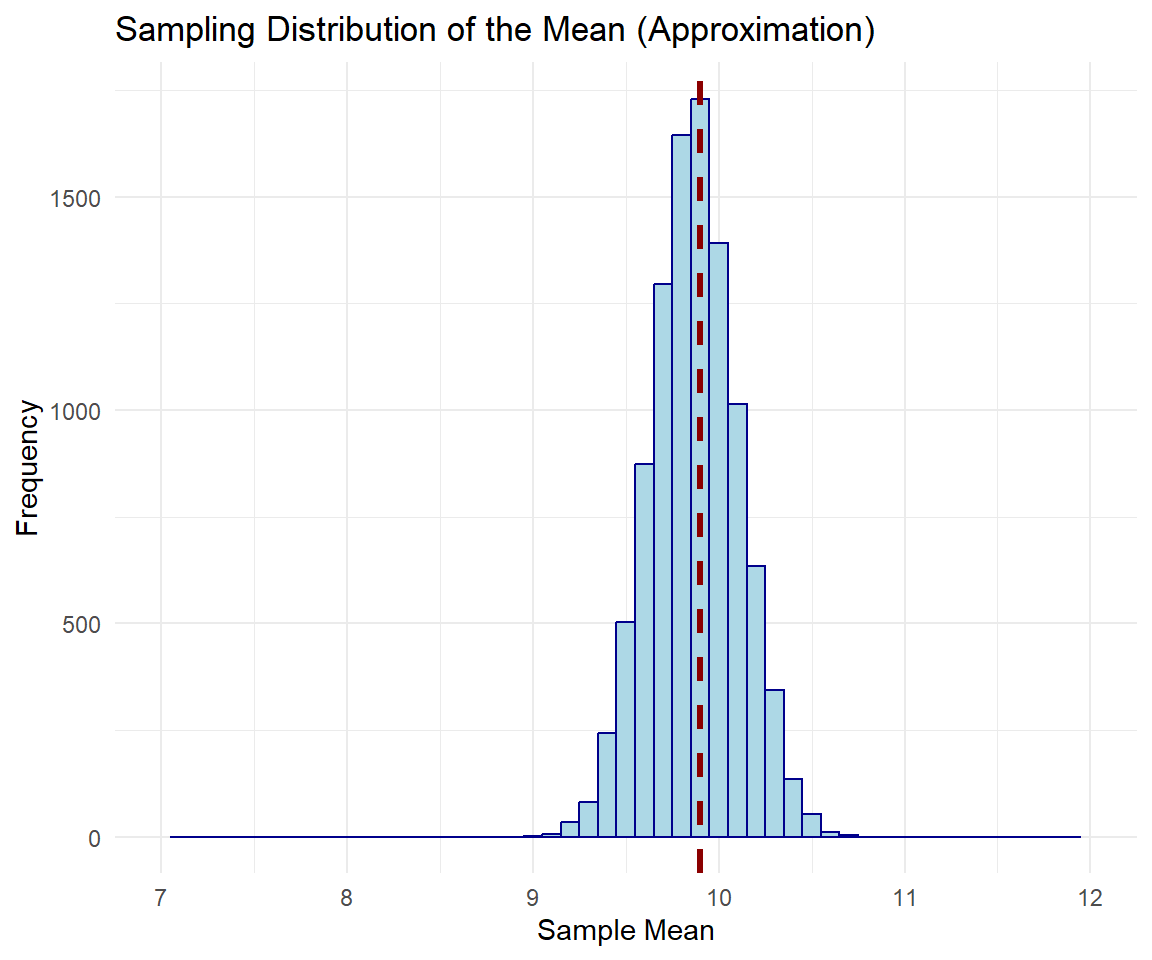 Sampling Distribution of the Mean (Approximation)
1500
1000
500
0
Frequency
7 8 9 10 11 12
Sample Mean